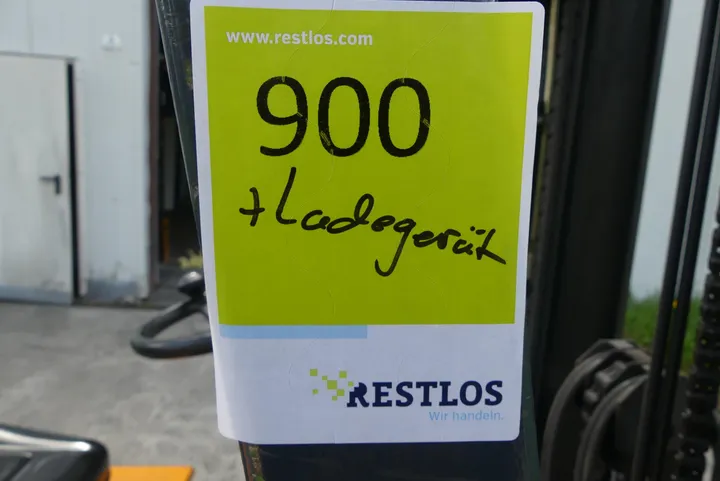 www.restlos.com
900
+ Ladegerät
RESTLOS
Wir handeln.